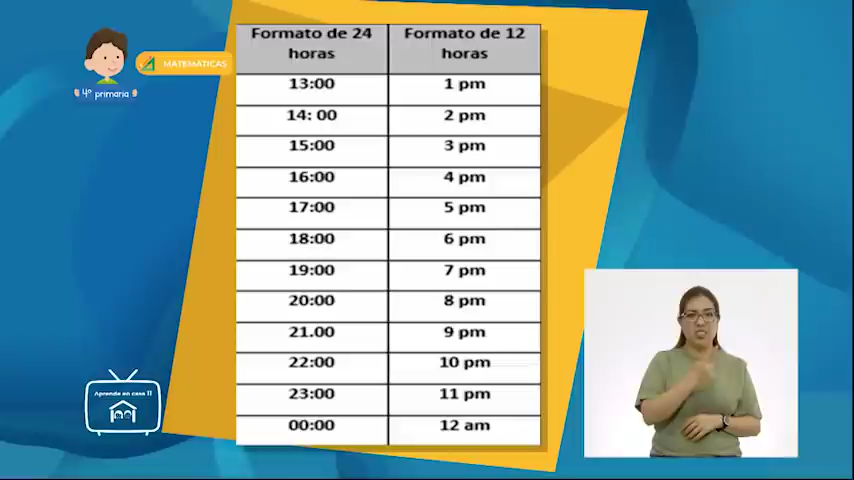 Formato de 24 horas
Formato de 12 horas
13:00 1 pm
14: 00 2 pm
15:00 3 pm
16:00 4 pm
17:00 5 pm
18:00 6 pm
19:00 7 pm
20:00 8 pm
21.00 9 pm
22:00 10 pm
23:00 11 pm
00:00 12 am
MATEMÁTICAS
4º primaria
Aprende en casa II